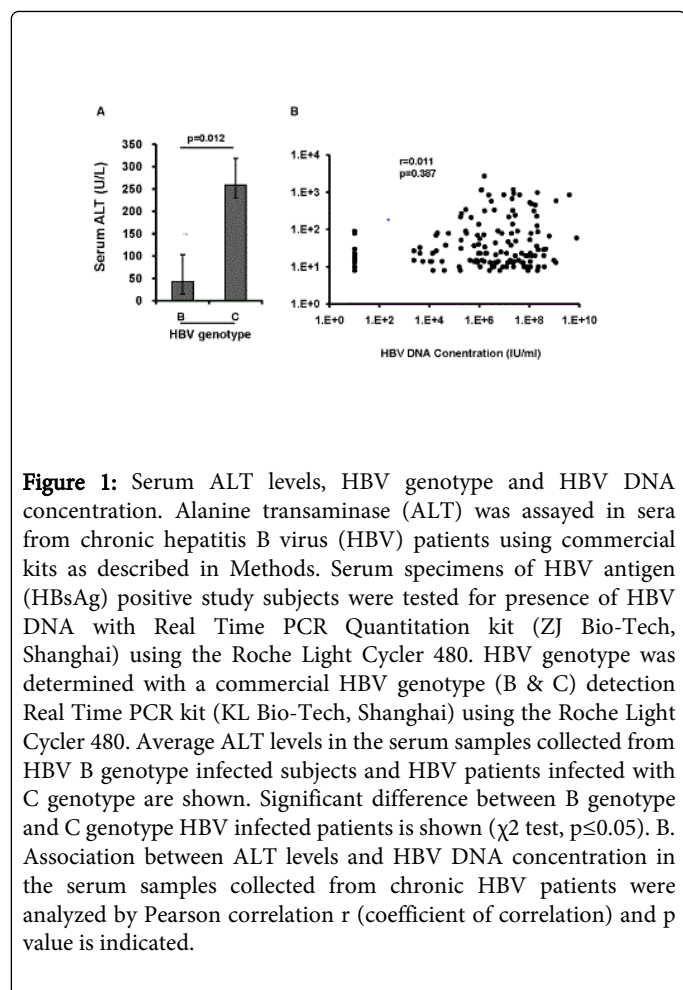 A
B
p=0.012
350
300
250
200
150
100
50
0
Serum ALT (U/L)
B C
HBV genotype
r=0.011
p=0.387
1.E+4
1.E+3
1.E+2
1.E+1
1.E+0
1.E+0 1.E+2 1.E+4 1.E+6 1.E+8 1.E+10
HBV DNA Conentration (IU/ml)
Figure 1: Serum ALT levels, HBV genotype and HBV DNA
concentration. Alanine transaminase (ALT) was assayed in sera
from chronic hepatitis B virus (HBV) patients using commercial
kits as described in Methods. Serum specimens of HBV antigen
(HBsAg) positive study subjects were tested for presence of HBV
DNA with Real Time PCR Quantitation kit (ZJ Bio-Tech,
Shanghai) using the Roche Light Cycler 480. HBV genotype was
determined with a commercial HBV genotype (B & C) detection
Real Time PCR kit (KL Bio-Tech, Shanghai) using the Roche Light
Cycler 480. Average ALT levels in the serum samples collected from
HBV B genotype infected subjects and HBV patients infected with
C genotype are shown. Significant difference between B genotype
and C genotype HBV infected patients is shown (χ2 test, p≤0.05). B.
Association between ALT levels and HBV DNA concentration in
the serum samples collected from chronic HBV patients were
analyzed by Pearson correlation r (coefficient of correlation) and p
value is indicated.